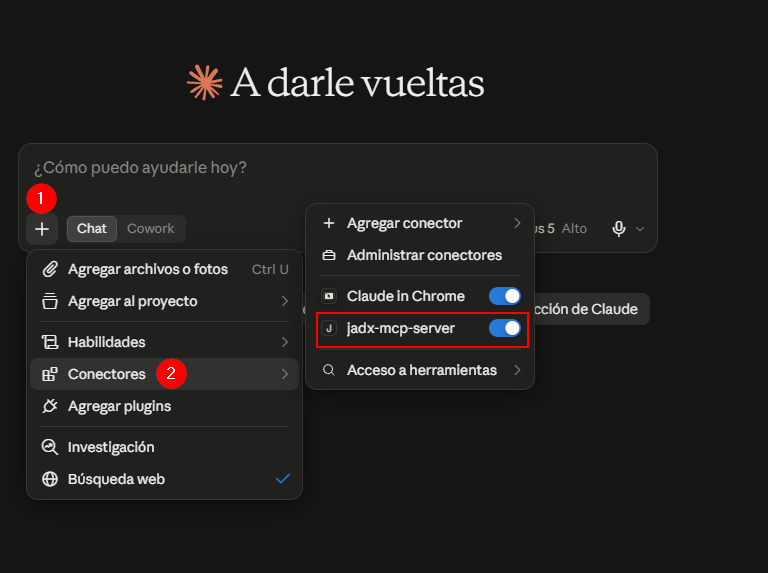 A darle vueltas
¿Cómo puedo ayudarle hoy?
1
Chat Cowork
5 Alto
Agregar archivos o fotos Ctrl U
Agregar al proyecto
Habilidades
Conectores 2
Agregar plugins
Investigación
Búsqueda web
Agregar conector
Administrar conectores
Claude in Chrome
J jadx-mcp-server
Acceso a herramientas
de Claude